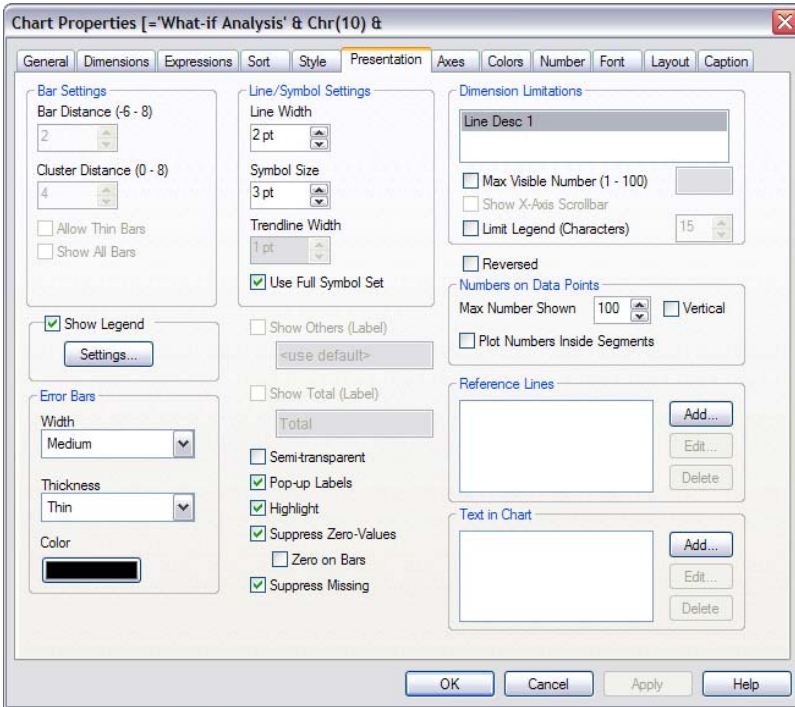 Chart Properties [='What-if Analysis' & Chr(10) &
General Dimensions Expressions Sort Style Presentation Axes Colors Number Font Layout Caption
Bar Settings
Bar Distance (-6 - 8)
2
Cluster Distance (0 - 8)
4
Allow Thin Bars
Show All Bars
Show Legend
Settings...
Error Bars
Width
Medium
Thickness
Thin
Color
Line/Symbol Settings
Line Width
2 pt
Symbol Size
3 pt
Trendline Width
1 pt
Use Full Symbol Set
Show Others (Label)
<use default>
Show Total (Label)
Total
Semi-transparent
Pop-up Labels
Highlight
Suppress Zero-Values
Zero on Bars
Suppress Missing
Dimension Limitations
Line Desc 1
Max Visible Number (1 - 100)
Show X-Axis Scrollbar
Limit Legend (Characters) 15
Reversed
Numbers on Data Points
Max Number Shown 100 Vertical
Plot Numbers Inside Segments
Reference Lines
Add...
Edit...
Delete
Text in Chart
Add...
Edit...
Delete
OK Cancel Apply Help